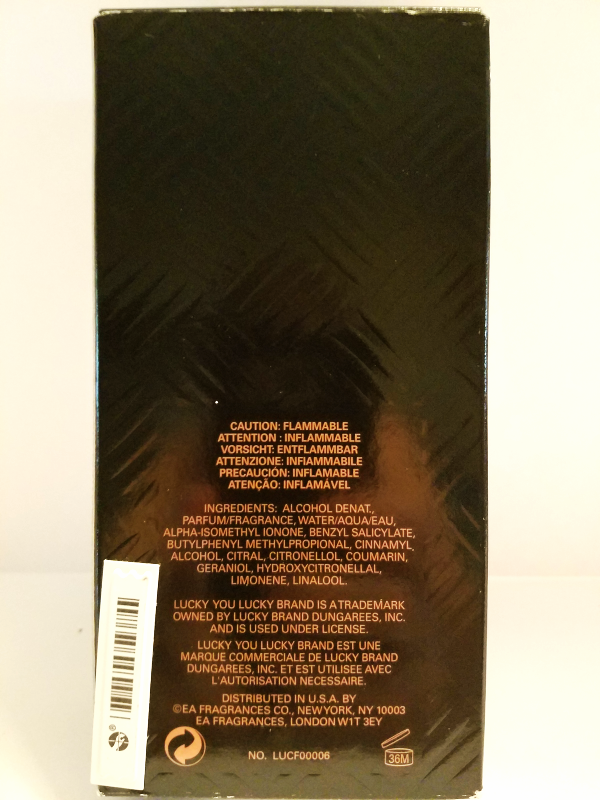 CAUTION: FLAMMABLE
ATTENTION : INFLAMMABLE
VORSICHT: ENTFLAMMBAR
ATTENZIONE: INFIAMMABILE
PRECAUCIÓN: INFLAMABLE
ATENÇÃO: INFLAMÁVEL
INGREDIENTS: ALCOHOL DENAT.,
PARFUM/FRAGRANCE, WATER/AQUA/EAU,
ALPHA-ISOMETHYL IONONE, BENZYL SALICYLATE,
BUTYLPHENYL METHYLPROPIONAL, CINNAMYL
ALCOHOL, CITRAL, CITRONELLOL, COUMARIN,
GERANIOL, HYDROXYCITRONELLAL,
LIMONENE, LINALOOL.
LUCKY YOU LUCKY BRAND IS A TRADEMARK
OWNED BY LUCKY BRAND DUNGAREES, INC.
AND IS USED UNDER LICENSE.
LUCKY YOU LUCKY BRAND EST UNE
MARQUE COMMERCIALE DE LUCKY BRAND
DUNGAREES, INC. ET EST UTILISEE AVEC
L'AUTORISATION NECESSAIRE.
DISTRIBUTED IN U.S.A. BY
©EA FRAGRANCES CO., NEW YORK, NY 10003
EA FRAGRANCES, LONDON W1T 3EY
NO. LUCF00006
36M